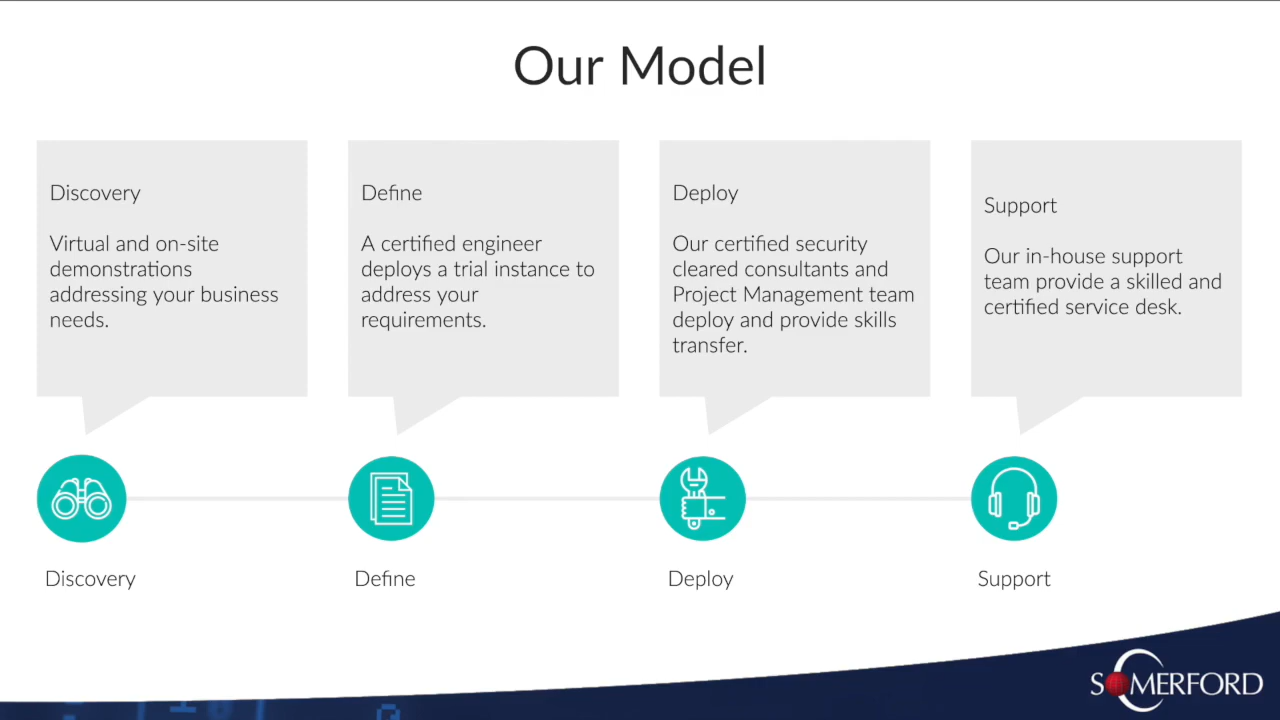 Our Model
Discovery
Virtual and on-site
demonstrations
addressing your business
needs.
Define
A certified engineer
deploys a trial instance to
address your
requirements.
Deploy
Our certified security
cleared consultants and
Project Management team
deploy and provide skills
transfer.
Support
Our in-house support
team provide a skilled and
certified service desk.
Discovery
Define
Deploy
Support
SOMERFORD